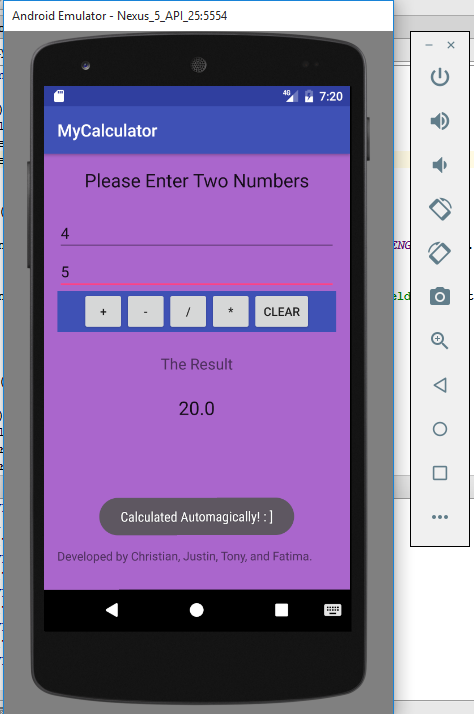 Android Emulator - Nexus_5_API_25:5554
4G 7:20
MyCalculator
Please Enter Two Numbers
4
5
+ - / * CLEAR
The Result
20.0
Calculated Automagically! : ]
Developed by Christian, Justin, Tony, and Fatima.